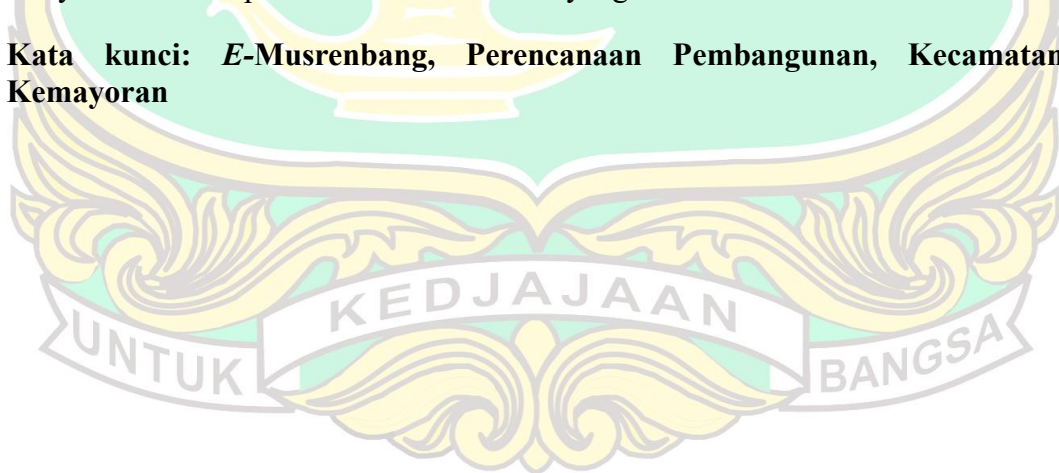 Kata kunci: E-Musrenbang, Perencanaan Pembangunan, Kecamatan
Kemayoran
UNTUK KEDJAJAAN BANGSA